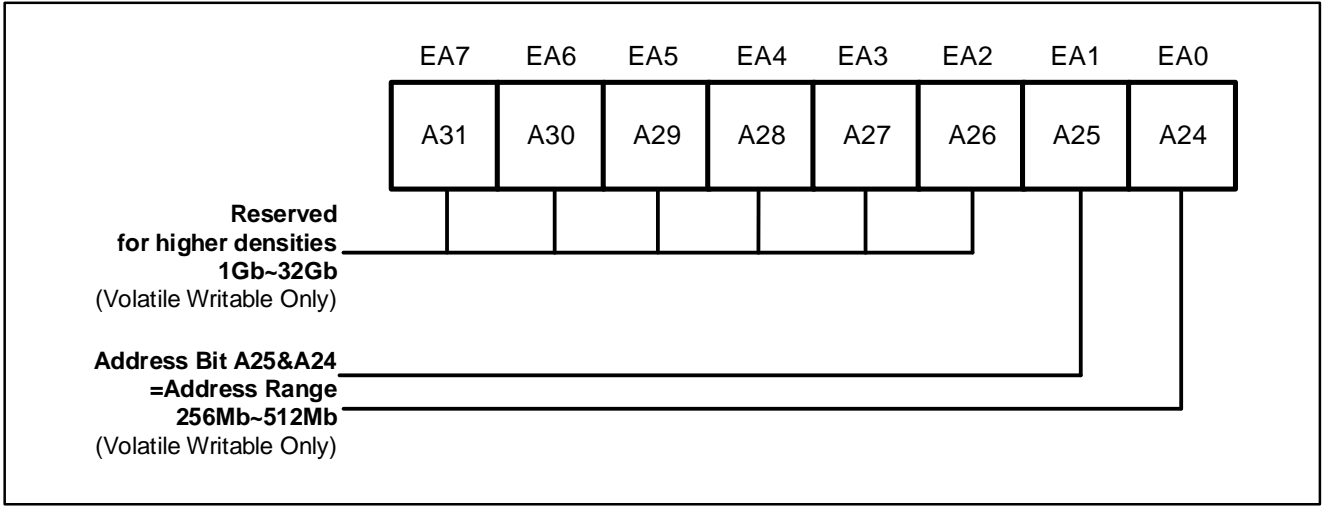 EA7 EA6 EA5 EA4 EA3 EA2 EA1 EA0
A31 A30 A29 A28 A27 A26 A25 A24
Reserved
for higher densities
1Gb~32Gb
(Volatile Writable Only)
Address Bit A25&A24
=Address Range
256Mb~512Mb
(Volatile Writable Only)